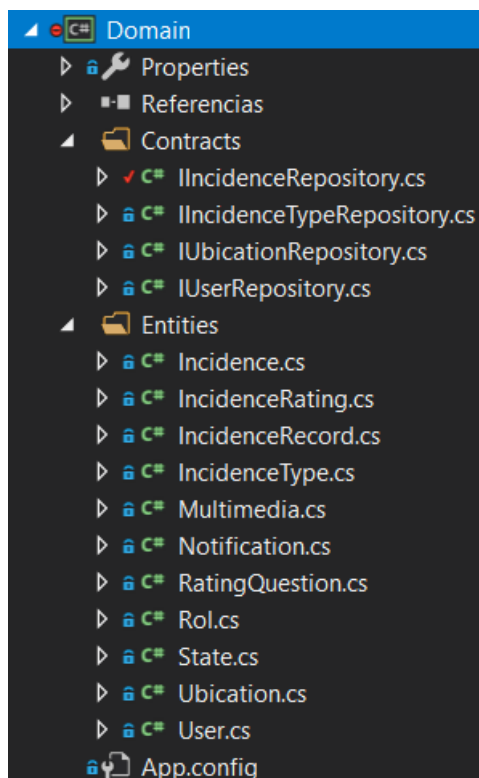 C# Domain
Properties
Referencias
Contracts
C# IIncidenceRepository.cs
C# IIncidenceTypeRepository.cs
C# IUbicationRepository.cs
C# IUserRepository.cs
Entities
C# Incidence.cs
C# IncidenceRating.cs
C# IncidenceRecord.cs
C# IncidenceType.cs
C# Multimedia.cs
C# Notification.cs
C# RatingQuestion.cs
C# Rol.cs
C# State.cs
C# Ubication.cs
C# User.cs
App.config